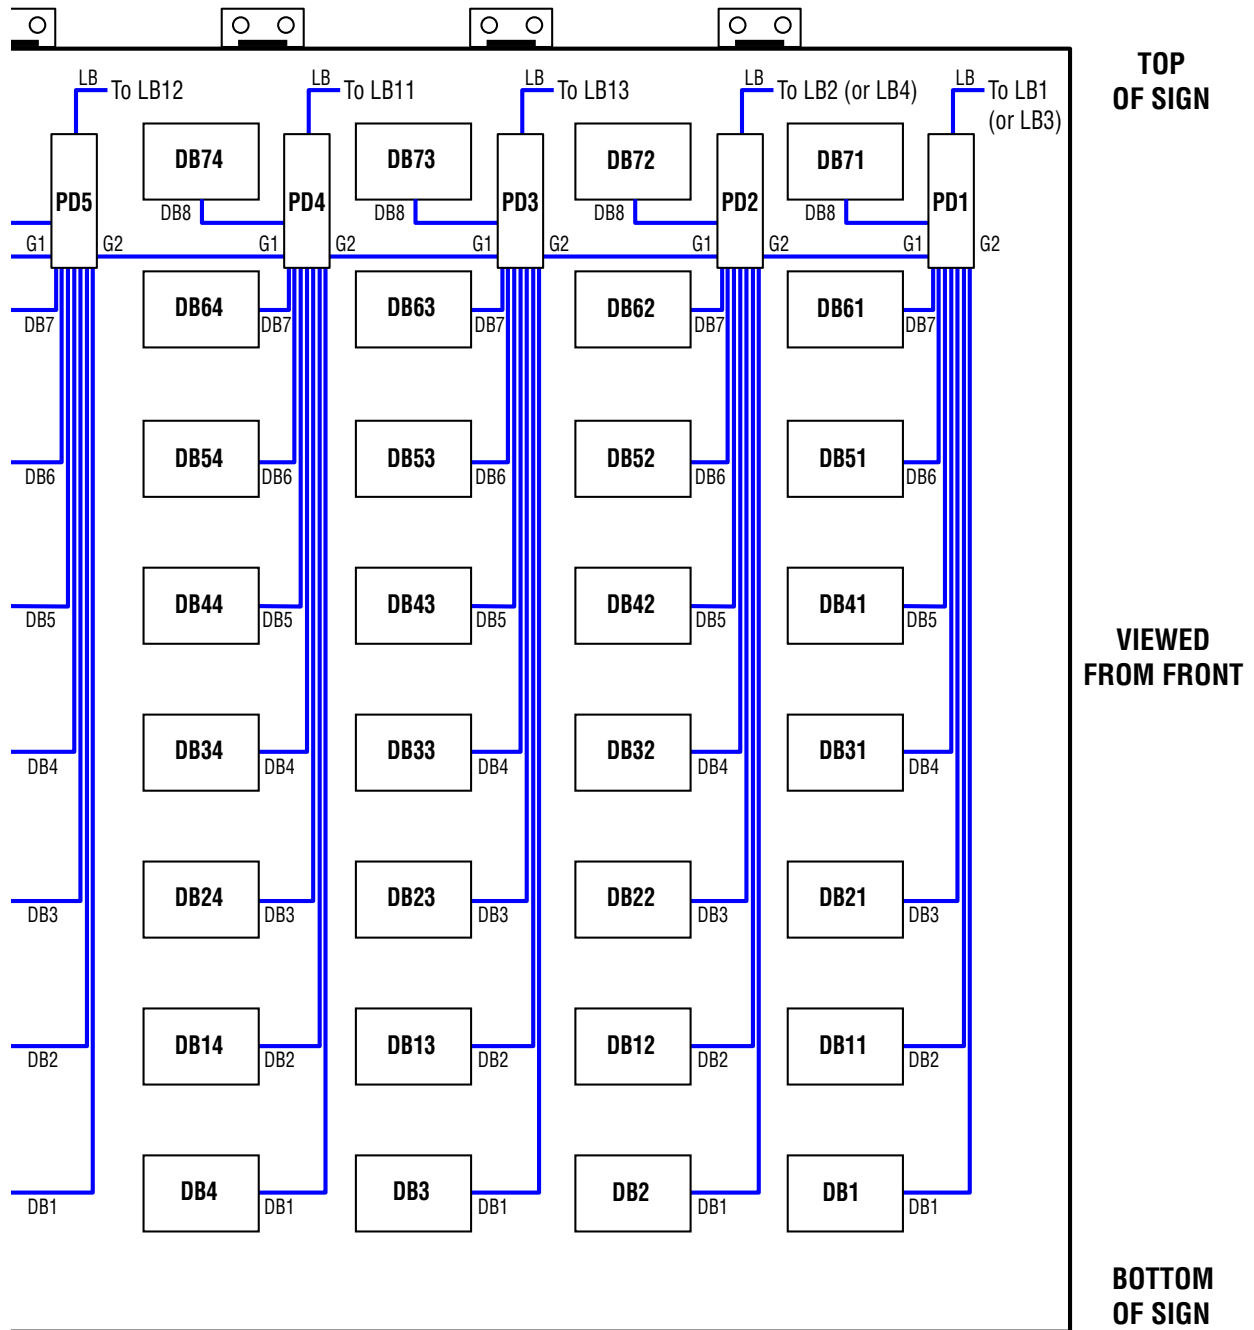 TOP
OF SIGN
LB To LB12
LB To LB11
LB To LB13
LB To LB2 (or LB4)
LB To LB1
(or LB3)
PD5 DB74 PD4 DB73 PD3 DB72 PD2 DB71 PD1
DB8 DB8 DB8 DB8
G1 G2 G1 G2 G1 G2 G1 G2 G1 G2
DB64 DB63 DB62 DB61
DB7 DB7 DB7 DB7 DB7
DB54 DB53 DB52 DB51
DB6 DB6 DB6 DB6 DB6
DB44 DB43 DB42 DB41
DB5 DB5 DB5 DB5 DB5
VIEWED
FROM FRONT
DB34 DB33 DB32 DB31
DB4 DB4 DB4 DB4 DB4
DB24 DB23 DB22 DB21
DB3 DB3 DB3 DB3 DB3
DB14 DB13 DB12 DB11
DB2 DB2 DB2 DB2 DB2
DB4 DB3 DB2 DB1
DB1 DB1 DB1 DB1 DB1
BOTTOM
OF SIGN